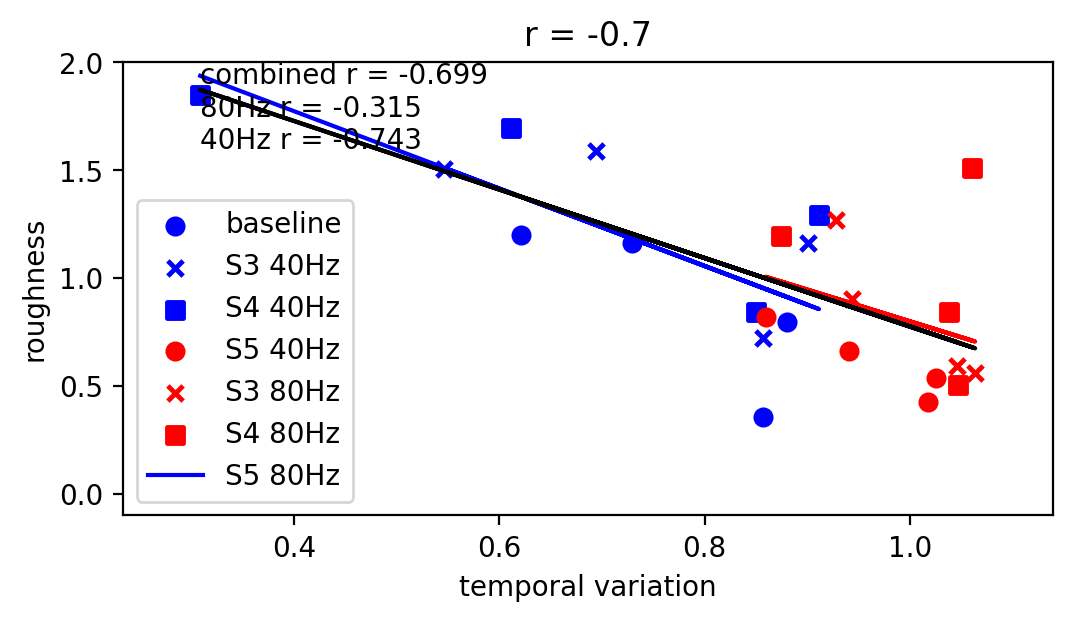 r = -0.7
combined r = -0.699
80Hz r = -0.315
40Hz r = -0.743
roughness
2.0
1.5
1.0
0.5
0.0
baseline
S3 40Hz
S4 40Hz
S5 40Hz
S3 80Hz
S4 80Hz
S5 80Hz
0.4 0.6 0.8 1.0
temporal variation